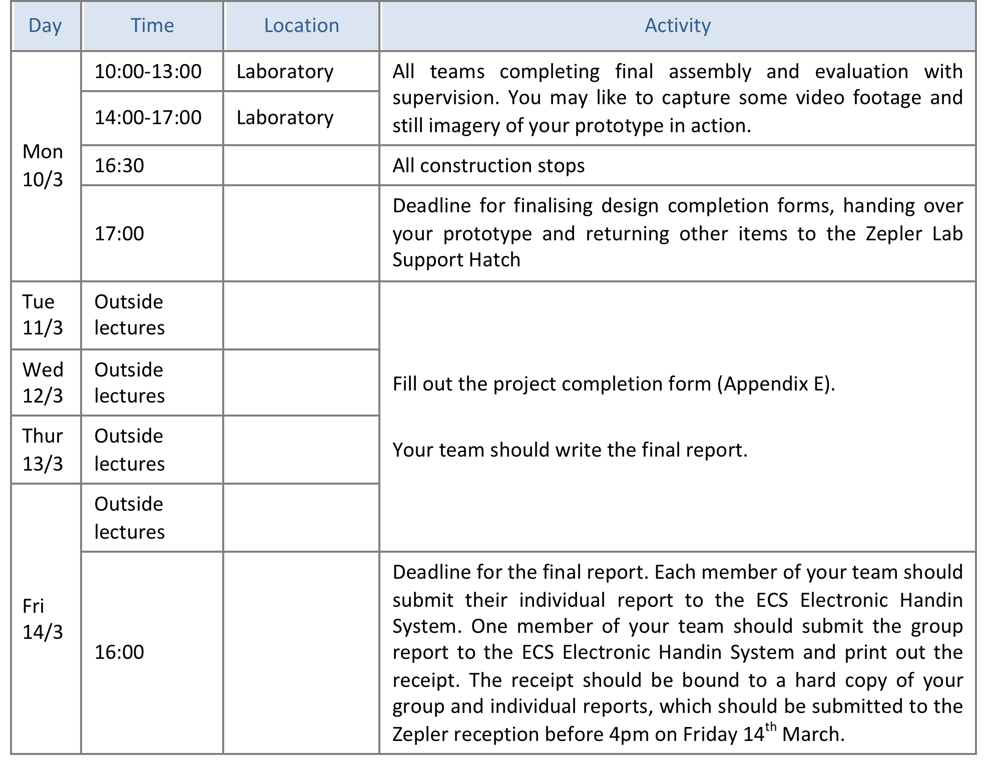 Day Time Location Activity
Mon
10/3
10:00-13:00 Laboratory
14:00-17:00 Laboratory
All teams completing final assembly and evaluation with
supervision. You may like to capture some video footage and
still imagery of your prototype in action.
16:30 All construction stops
17:00
Deadline for finalising design completion forms, handing over
your prototype and returning other items to the Zepler Lab
Support Hatch
Tue
11/3
Outside
lectures
Wed
12/3
Outside
lectures
Thur
13/3
Outside
lectures
Fri
14/3
Outside
lectures
Fill out the project completion form (Appendix E).
Your team should write the final report.
16:00
Deadline for the final report. Each member of your team should
submit their individual report to the ECS Electronic Handin
System. One member of your team should submit the group
report to the ECS Electronic Handin System and print out the
receipt. The receipt should be bound to a hard copy of your
group and individual reports, which should be submitted to the
Zepler reception before 4pm on Friday 14th March.